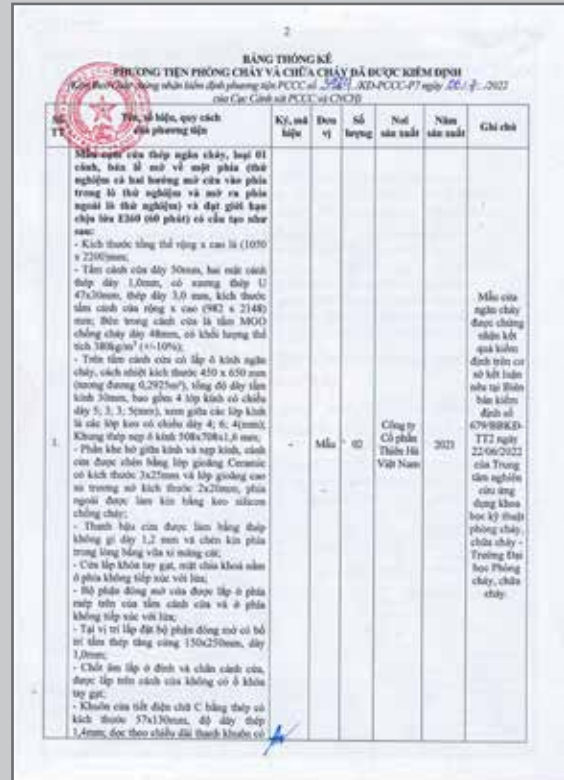 2
BẢNG THỐNG KÊ
PHƯƠNG TIỆN PHÒNG CHÁY VÀ CHỮA CHÁY ĐÃ ĐƯỢC KIỂM ĐỊNH
nhận kiểm định phương tiện PCCC số /KĐ-PCCC-P7 ngày /2022
của Cục Cảnh sát PCCC và CNCH)
Số TT
Tên, số hiệu, quy cách của phương tiện
Ký, mã hiệu
Đơn vị
Số lượng
Nơi sản xuất
Năm sản xuất
Ghi chú
1.
Mẫu cụm cửa thép ngăn cháy, loại 01
cánh, bản lề mở về một phía (thử
nghiệm cả hai hướng mở cửa vào phía
trong lò thử nghiệm và mở ra phía
ngoài lò thử nghiệm) và đạt giới hạn
chịu lửa EI60 (60 phút) có cấu tạo như
sau:
- Kích thước tổng thể rộng x cao là (1050
x 2200)mm;
- Tấm cánh cửa dày 50mm, hai mặt cánh
thép dày 1,0mm, có xương thép U
47x30mm, thép dày 3,0 mm, kích thước
tấm cánh cửa rộng x cao (982 x 2148)
mm; Bên trong cánh cửa là tấm MGO
chống cháy dày 48mm, có khối lượng thể
tích 380kg/m³ (+/-10%);
- Trên tấm cánh cửa có lắp ô kính ngăn
cháy, cách nhiệt kích thước 450 x 650 mm
(tương đương 0,2925m²), tổng độ dày tấm
kính 30mm, bao gồm 4 lớp kính có chiều
dày 5; 3; 3; 5(mm), xem giữa các lớp kính
là các lớp keo có chiều dày 4; 6; 4(mm);
Khung thép nẹp ô kính 508x708x1,6 mm;
- Phần khe hở giữa kính và nẹp kính, cánh
cửa được chèn bằng lớp gioăng Ceramic
có kích thước 3x25mm và lớp gioăng cao
su trương nở kích thước 2x20mm, phía
ngoài được làm kín bằng keo silicon
chống cháy;
- Thanh hậu cửa được làm bằng thép
không gỉ dày 1,2 mm và chèn kín phía
trong lòng bằng vữa xi măng cát;
- Cửa lắp khóa tay gạt, mặt chìa khoá nằm
ở phía không tiếp xúc với lửa;
- Bộ phận đóng mở cửa được lắp ở phía
mép trên của tấm cánh cửa và ở phía
không tiếp xúc với lửa;
- Tại vị trí lắp đặt bộ phận đóng mở có bố
trí tấm thép tăng cứng 150x250mm, dày
1,0mm;
- Chốt âm lắp ở đỉnh và chân cánh cửa,
được lắp trên cánh cửa không có ổ khóa
tay gạt;
- Khuôn cửa tiết diện chữ C bằng thép có
kích thước 57x130mm, độ dày thép
1,4mm; dọc theo chiều dài thanh khuôn có
-
Mẫu
02
Công ty
Cổ phần
Thiên Hà
Việt Nam
2021
Mẫu cửa
ngăn cháy
được chứng
nhận kết
quả kiểm
định trên cơ
sở kết luận
nêu tại Biên
bản kiểm
định số
679/BBKĐ-
TT2 ngày
22/06/2022
của Trung
tâm nghiên
cứu ứng
dụng khoa
học kỹ thuật
phòng cháy,
chữa cháy -
Trường Đại
học Phòng
cháy, chữa
cháy.